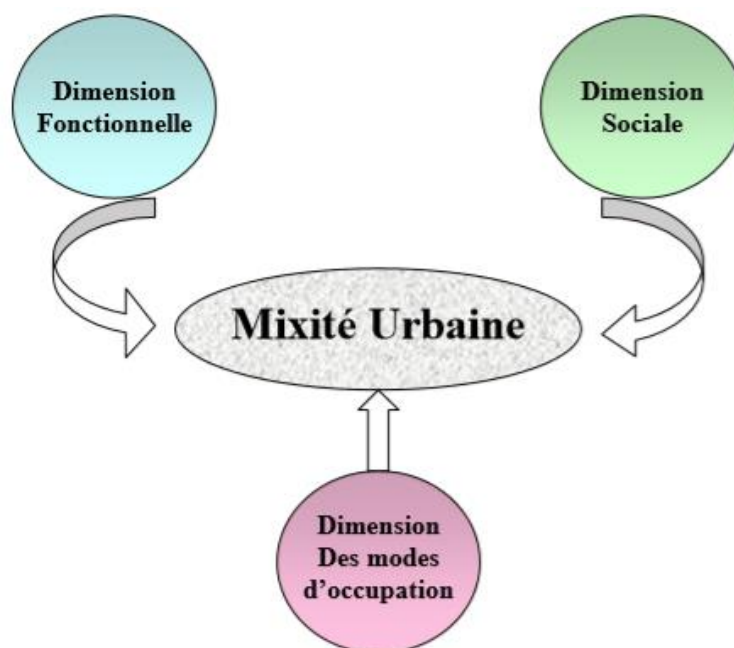 Dimension
Fonctionnelle
Dimension
Sociale
Mixité Urbaine
Dimension
Des modes
d’occupation